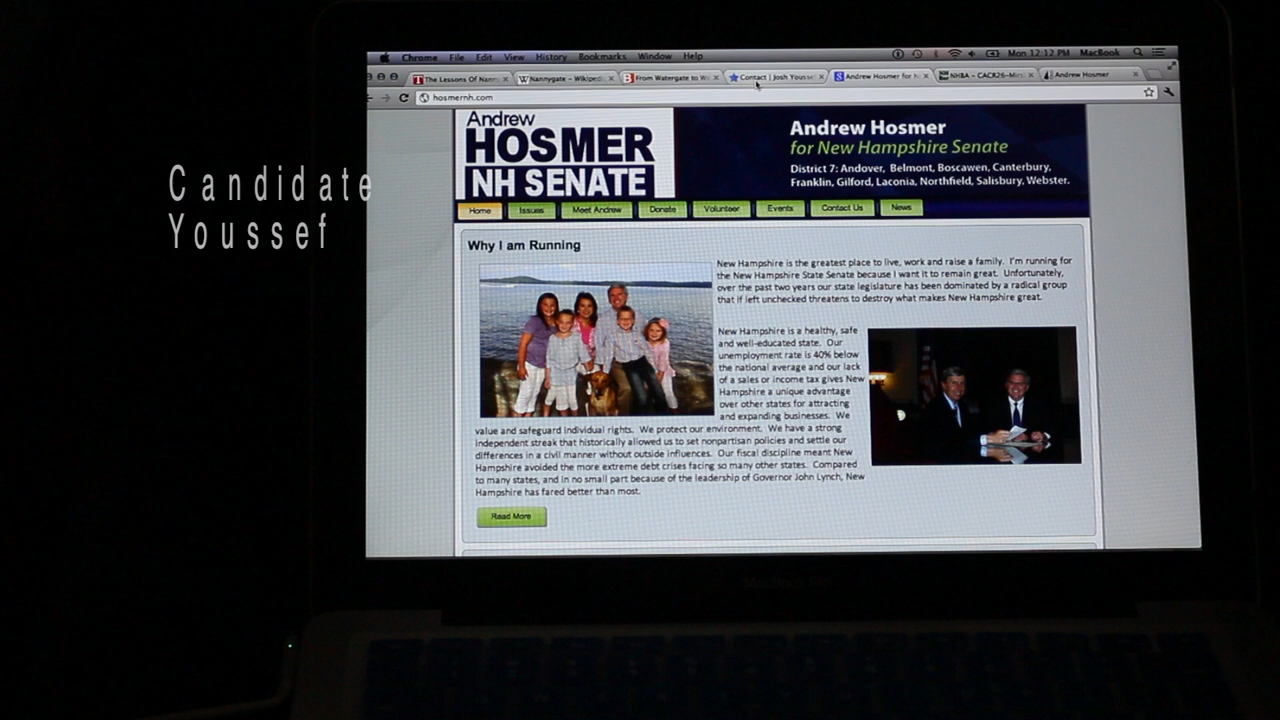 Chrome File Edit View History Bookmarks Window Help Mon 12:12 PM MacBook
The Lessons Of Nann
Nannygate – Wikiped
From Watergate to W
Contact | Josh Yousse
Andrew Hosmer for N
NHBA – CACR26–
Andrew Hosmer
hosmernh.com
Andrew
HOSMER
NH SENATE
Andrew Hosmer
for New Hampshire Senate
District 7: Andover, Belmont, Boscawen, Canterbury,
Franklin, Gilford, Laconia, Northfield, Salisbury, Webster.
Candidate
Youssef
Home Issues Meet Andrew Donate Volunteer Events Contact Us News
Why I am Running
New Hampshire is the greatest place to live, work and raise a family. I'm running for
the New Hampshire State Senate because I want it to remain great. Unfortunately,
over the past two years our state legislature has been dominated by a radical group
that if left unchecked threatens to destroy what makes New Hampshire great.
New Hampshire is a healthy, safe
and well-educated state. Our
unemployment rate is 40% below
the national average and our lack
of a sales or income tax gives New
Hampshire a unique advantage
over other states for attracting
and expanding businesses. We
value and safeguard individual rights. We protect our environment. We have a strong
independent streak that historically allowed us to set nonpartisan policies and settle our
differences in a civil manner without outside influences. Our fiscal discipline meant New
Hampshire avoided the more extreme debt crises facing so many other states. Compared
to many states, and in no small part because of the leadership of Governor John Lynch, New
Hampshire has fared better than most.
Read More